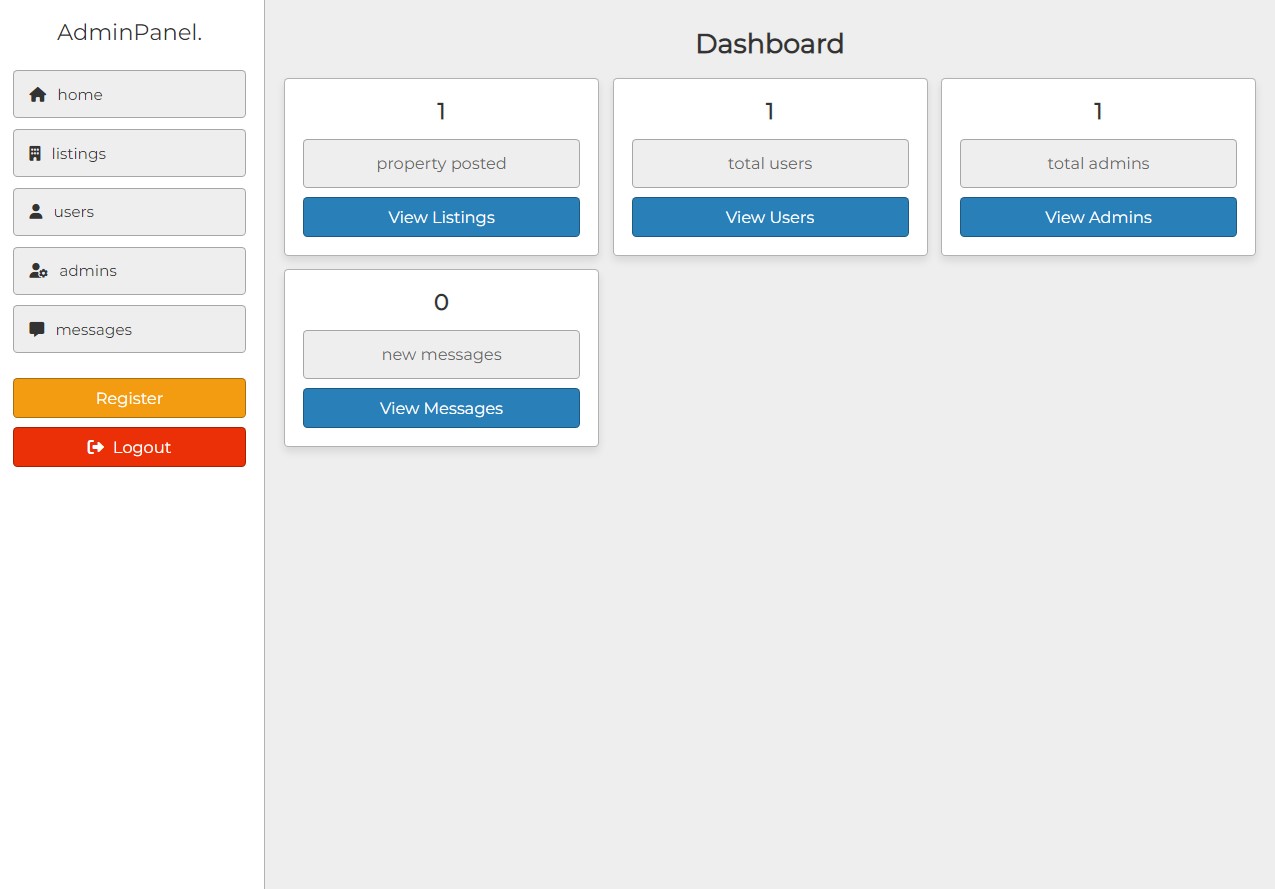 AdminPanel.
home
listings
users
admins
messages
Register
Logout
Dashboard
1
property posted
View Listings
1
total users
View Users
1
total admins
View Admins
0
new messages
View Messages